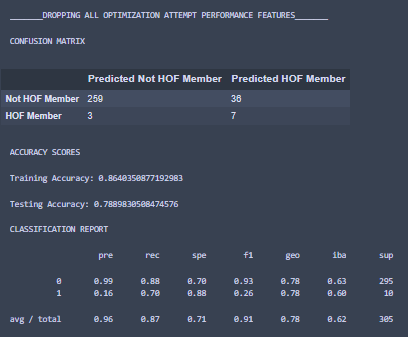 _______DROPPING ALL OPTIMIZATION ATTEMPT PERFORMANCE FEATURES_______
CONFUSION MATRIX
Predicted Not HOF Member Predicted HOF Member
Not HOF Member 259 36
HOF Member 3 7
ACCURACY SCORES
Training Accuracy: 0.8640350877192983
Testing Accuracy: 0.7889830508474576
CLASSIFICATION REPORT
pre rec spe f1 geo iba sup
0 0.99 0.88 0.70 0.93 0.78 0.63 295
1 0.16 0.70 0.88 0.26 0.78 0.60 10
avg / total 0.96 0.87 0.71 0.91 0.78 0.62 305